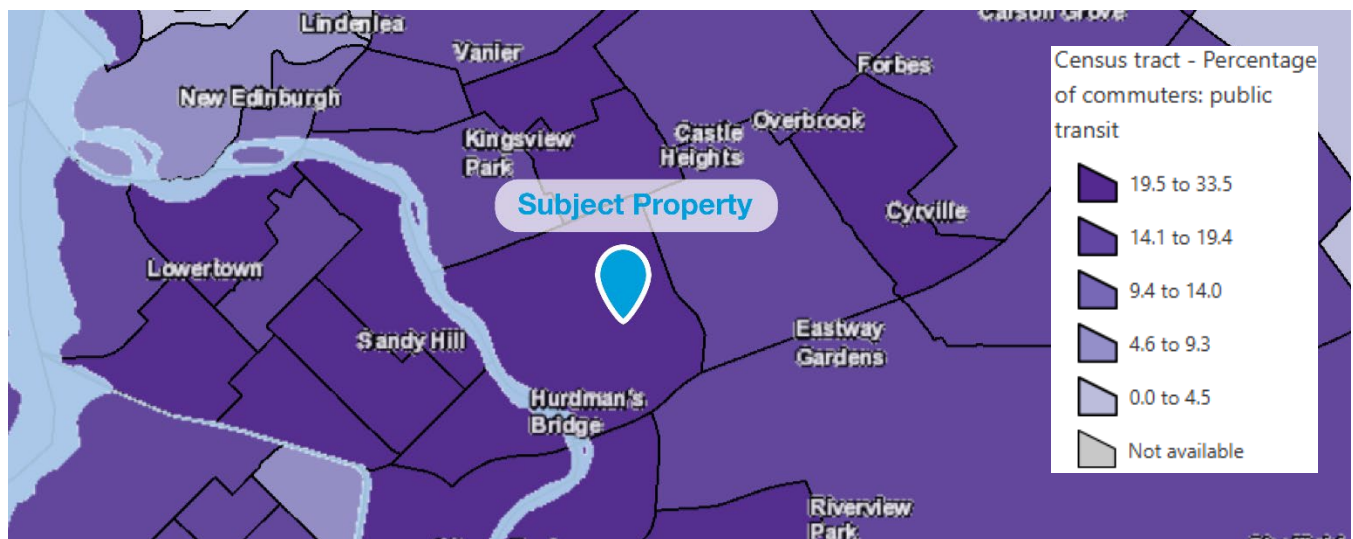 Lindenlea
Carson Grove
Vanier
Forbes
New Edinburgh
Kingsview
Park
Castle
Heights
Overbrook
Subject Property
Cyrville
Lowertown
Sandy Hill
Eastway
Gardens
Hurdman's
Bridge
Riverview
Park
Census tract - Percentage
of commuters: public
transit
19.5 to 33.5
14.1 to 19.4
9.4 to 14.0
4.6 to 9.3
0.0 to 4.5
Not available